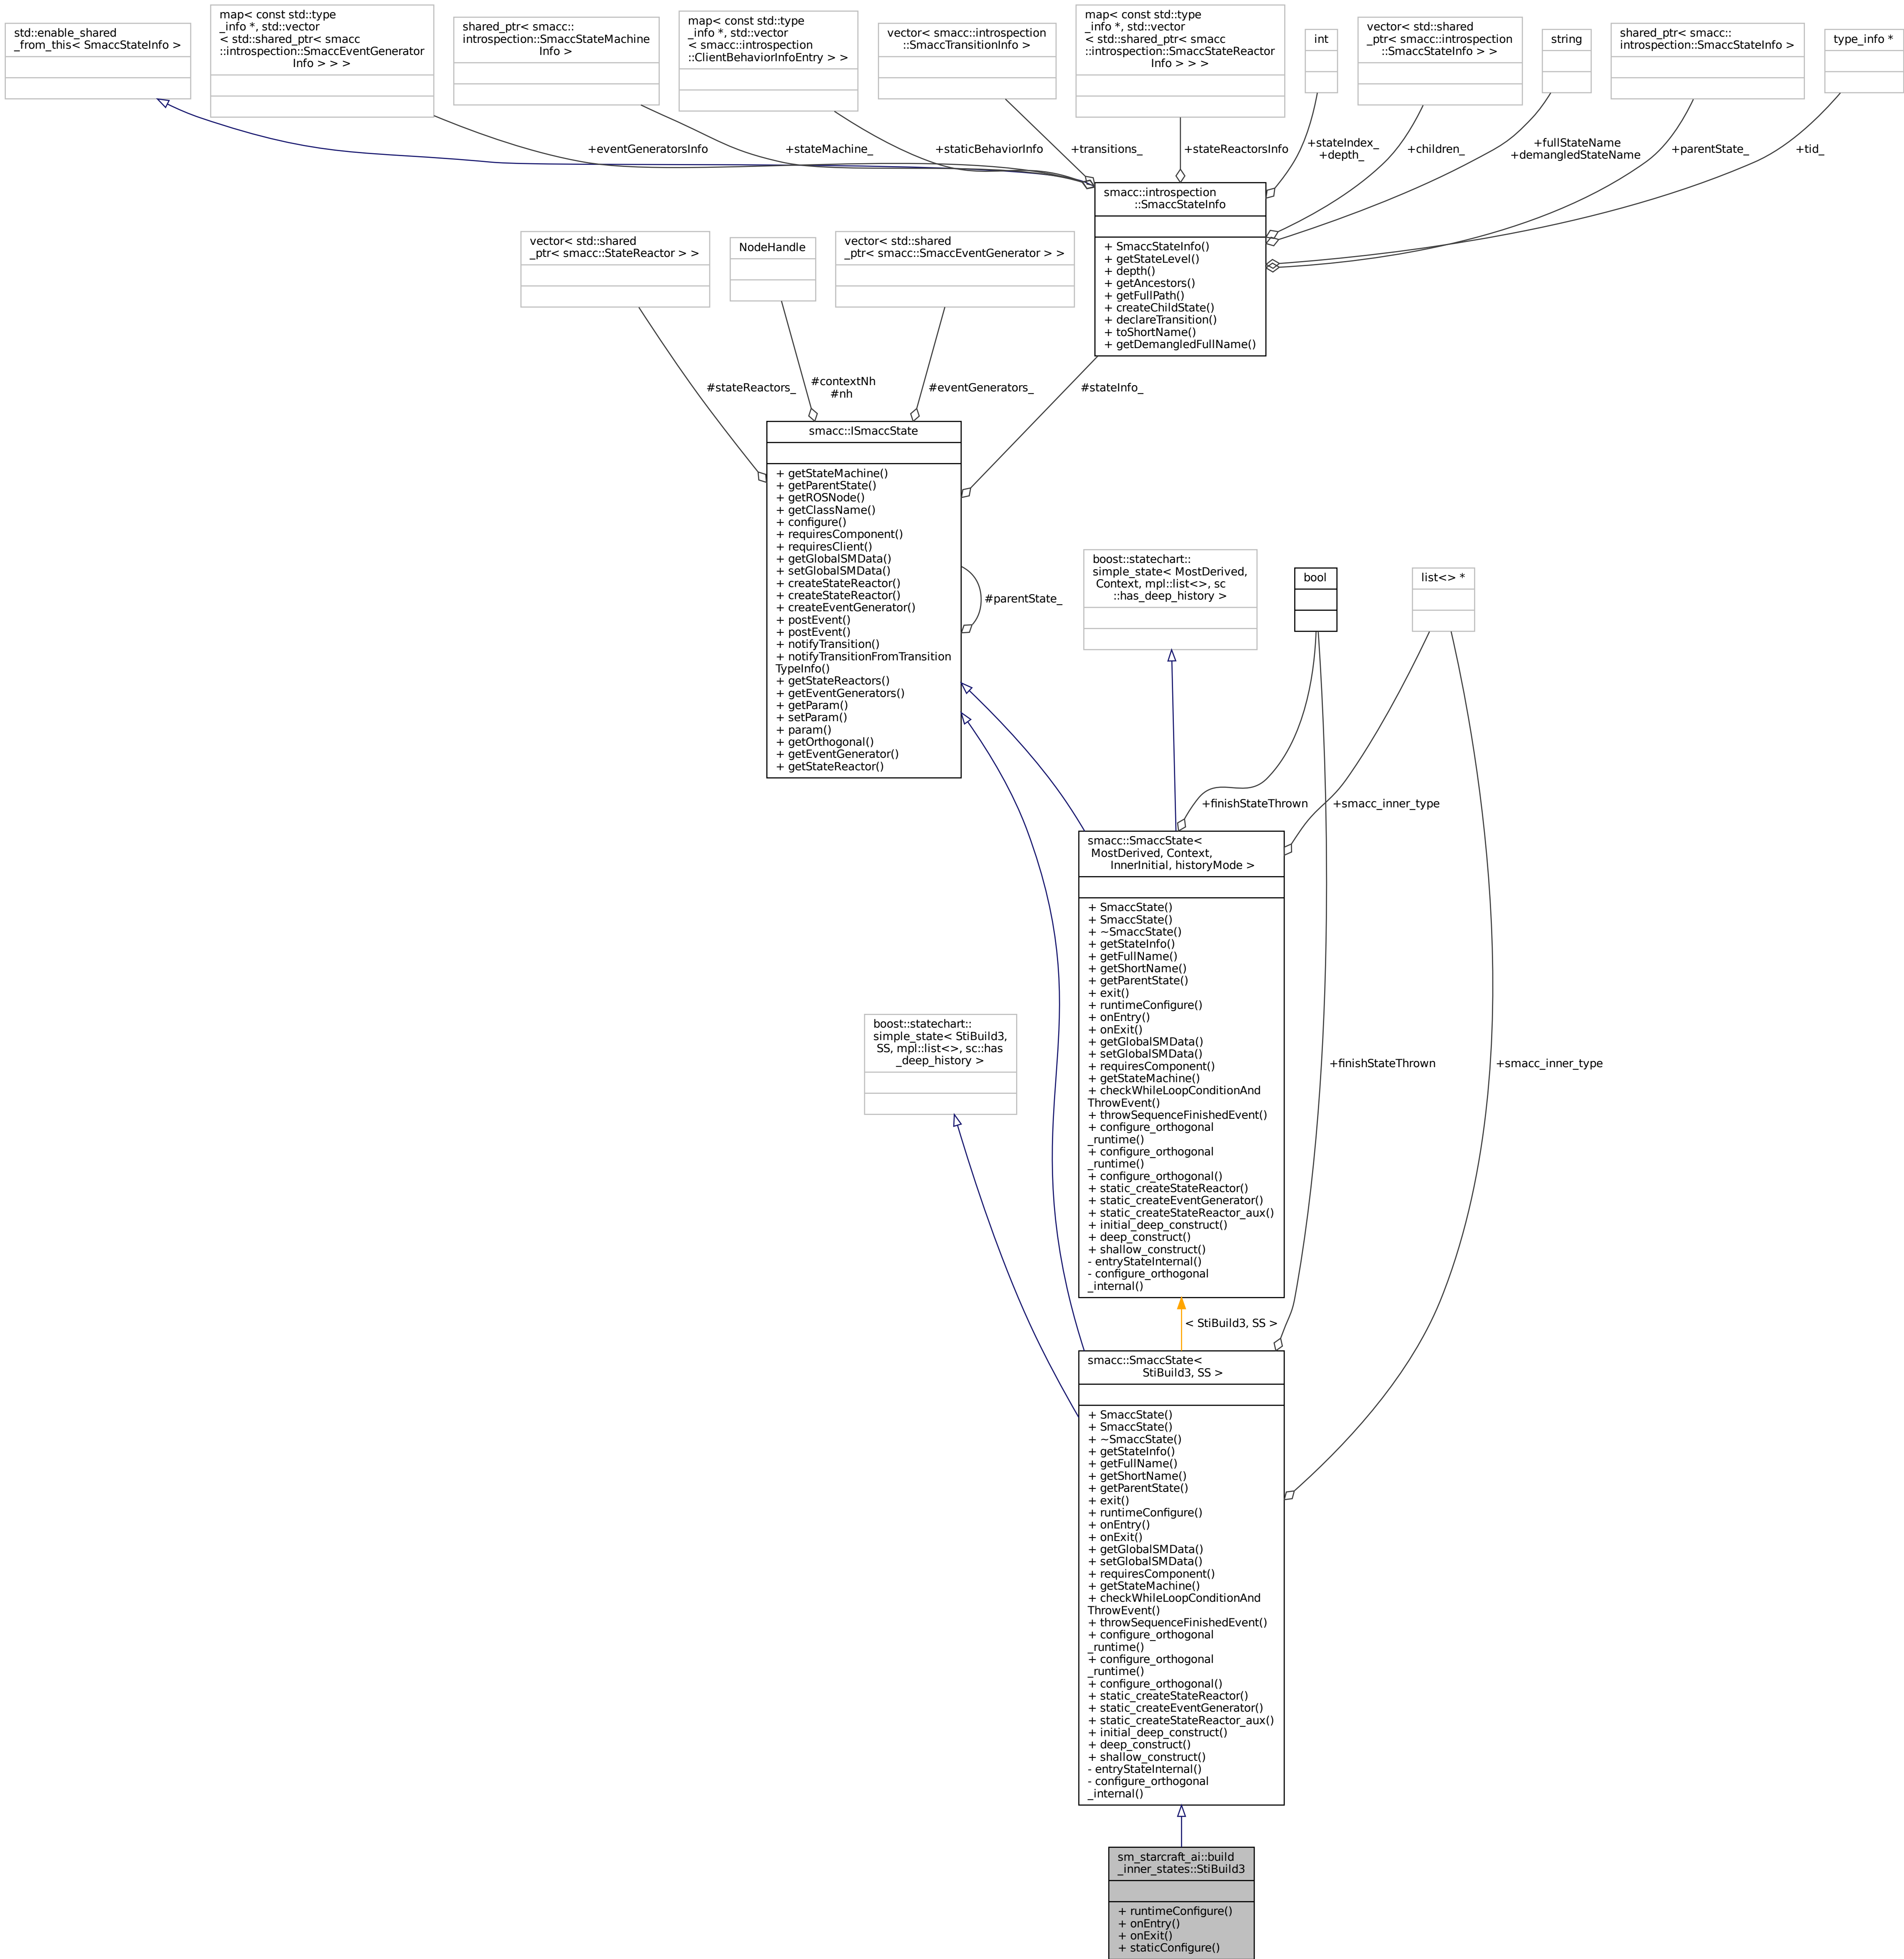 std::enable_shared
_from_this< SmaccStateInfo >
map< const std::type
_info *, std::vector
< std::shared_ptr< smacc
::introspection::SmaccEventGenerator
Info > > >
shared_ptr< smacc::
introspection::SmaccStateMachine
Info >
map< const std::type
_info *, std::vector
< smacc::introspection
::ClientBehaviorInfoEntry > >
vector< smacc::introspection
::SmaccTransitionInfo >
map< const std::type
_info *, std::vector
< std::shared_ptr< smacc
::introspection::SmaccStateReactor
Info > > >
int
vector< std::shared
_ptr< smacc::introspection
::SmaccStateInfo > >
string
shared_ptr< smacc::
introspection::SmaccStateInfo >
type_info *
+eventGeneratorsInfo
+stateMachine_
+staticBehaviorInfo
+transitions_
+stateReactorsInfo
+stateIndex_
+depth_
+children_
+fullStateName
+demangledStateName
+parentState_
+tid_
smacc::introspection
::SmaccStateInfo
+ SmaccStateInfo()
+ getStateLevel()
+ depth()
+ getAncestors()
+ getFullPath()
+ createChildState()
+ declareTransition()
+ toShortName()
+ getDemangledFullName()
vector< std::shared
_ptr< smacc::StateReactor > >
NodeHandle
vector< std::shared
_ptr< smacc::SmaccEventGenerator > >
#stateReactors_
#contextNh
#nh
#eventGenerators_
#stateInfo_
smacc::ISmaccState
+ getStateMachine()
+ getParentState()
+ getROSNode()
+ getClassName()
+ configure()
+ requiresComponent()
+ requiresClient()
+ getGlobalSMData()
+ setGlobalSMData()
+ createStateReactor()
+ createStateReactor()
+ createEventGenerator()
+ postEvent()
+ postEvent()
+ notifyTransition()
+ notifyTransitionFromTransition
TypeInfo()
+ getStateReactors()
+ getEventGenerators()
+ getParam()
+ setParam()
+ param()
+ getOrthogonal()
+ getEventGenerator()
+ getStateReactor()
#parentState_
boost::statechart::
simple_state< MostDerived,
Context, mpl::list<>, sc
::has_deep_history >
bool
list<> *
+finishStateThrown
+smacc_inner_type
smacc::SmaccState<
MostDerived, Context,
InnerInitial, historyMode >
+ SmaccState()
+ SmaccState()
+ ~SmaccState()
+ getStateInfo()
+ getFullName()
+ getShortName()
+ getParentState()
+ exit()
+ runtimeConfigure()
+ onEntry()
+ onExit()
+ getGlobalSMData()
+ setGlobalSMData()
+ requiresComponent()
+ getStateMachine()
+ checkWhileLoopConditionAnd
ThrowEvent()
+ throwSequenceFinishedEvent()
+ configure_orthogonal
_runtime()
+ configure_orthogonal
_runtime()
+ configure_orthogonal()
+ static_createStateReactor()
+ static_createEventGenerator()
+ static_createStateReactor_aux()
+ initial_deep_construct()
+ deep_construct()
+ shallow_construct()
- entryStateInternal()
- configure_orthogonal
_internal()
boost::statechart::
simple_state< StiBuild3,
SS, mpl::list<>, sc::has
_deep_history >
+finishStateThrown
+smacc_inner_type
< StiBuild3, SS >
smacc::SmaccState<
StiBuild3, SS >
+ SmaccState()
+ SmaccState()
+ ~SmaccState()
+ getStateInfo()
+ getFullName()
+ getShortName()
+ getParentState()
+ exit()
+ runtimeConfigure()
+ onEntry()
+ onExit()
+ getGlobalSMData()
+ setGlobalSMData()
+ requiresComponent()
+ getStateMachine()
+ checkWhileLoopConditionAnd
ThrowEvent()
+ throwSequenceFinishedEvent()
+ configure_orthogonal
_runtime()
+ configure_orthogonal
_runtime()
+ configure_orthogonal()
+ static_createStateReactor()
+ static_createEventGenerator()
+ static_createStateReactor_aux()
+ initial_deep_construct()
+ deep_construct()
+ shallow_construct()
- entryStateInternal()
- configure_orthogonal
_internal()
sm_starcraft_ai::build
_inner_states::StiBuild3
+ runtimeConfigure()
+ onEntry()
+ onExit()
+ staticConfigure()